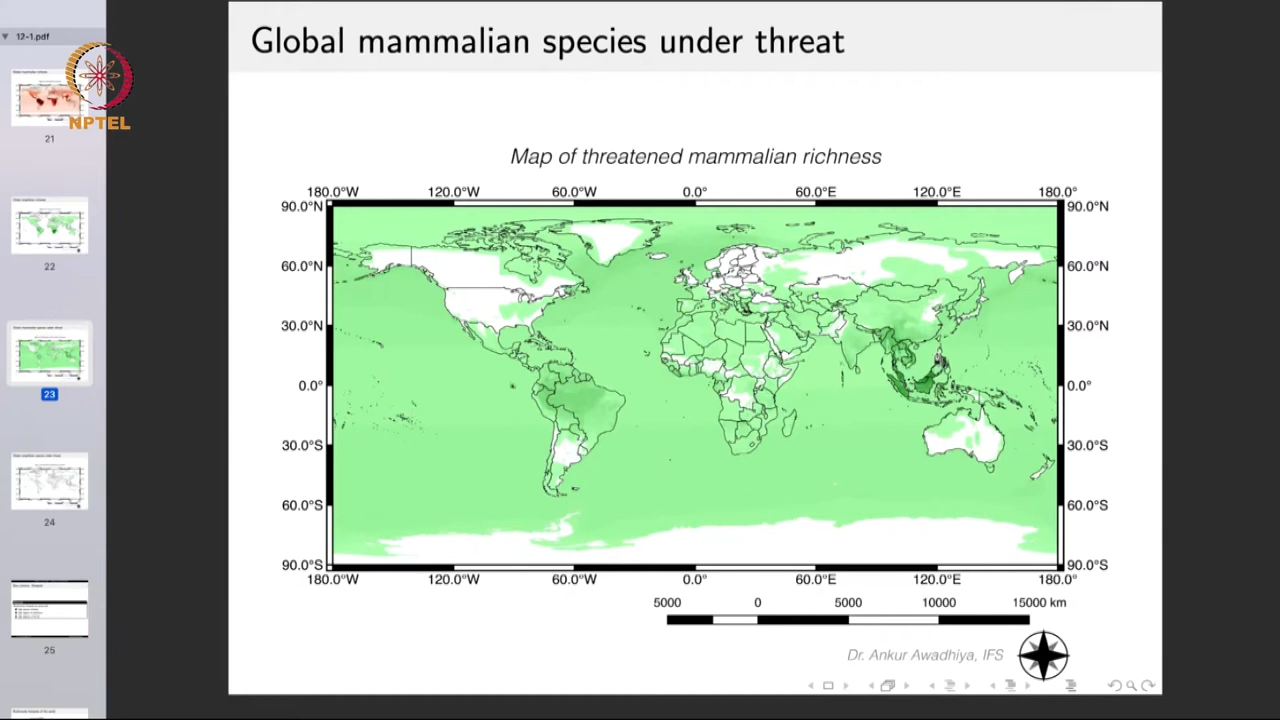 12-1.pdf
NPTEL
21
22
23
24
25
Global mammalian species under threat
Map of threatened mammalian richness
180.0°W 120.0°W 60.0°W 0.0° 60.0°E 120.0°E 180.0°
90.0°N 90.0°N
60.0°N 60.0°N
30.0°N 30.0°N
0.0° 0.0°
30.0°S 30.0°S
60.0°S 60.0°S
90.0°S 90.0°S
180.0°W 120.0°W 60.0°W 0.0° 60.0°E 120.0°E 180.0°
5000 0 5000 10000 15000 km
Dr. Ankur Awadhiya, IFS